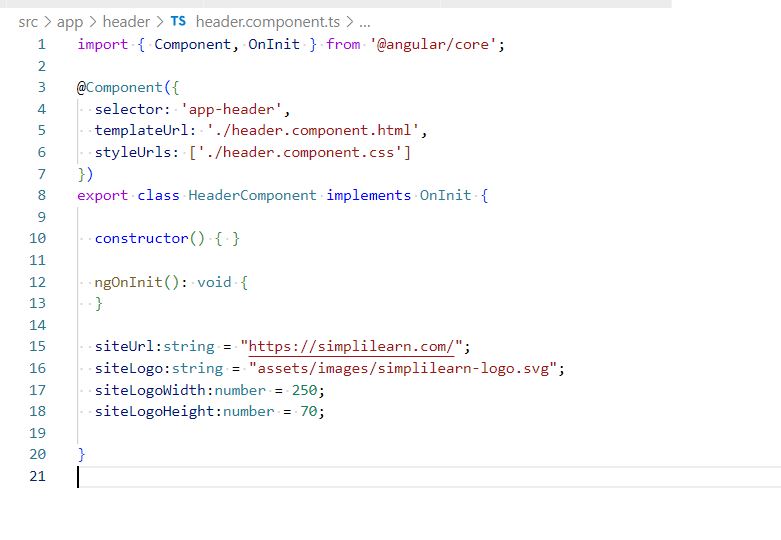 src > app > header > TS header.component.ts > ...
1 import { Component, OnInit } from '@angular/core';
2
3 @Component({
4   selector: 'app-header',
5   templateUrl: './header.component.html',
6   styleUrls: ['./header.component.css']
7 })
8 export class HeaderComponent implements OnInit {
9
10   constructor() { }
11
12   ngOnInit(): void {
13   }
14
15   siteUrl:string = "https://simplilearn.com/";
16   siteLogo:string = "assets/images/simplilearn-logo.svg";
17   siteLogoWidth:number = 250;
18   siteLogoHeight:number = 70;
19
20 }
21